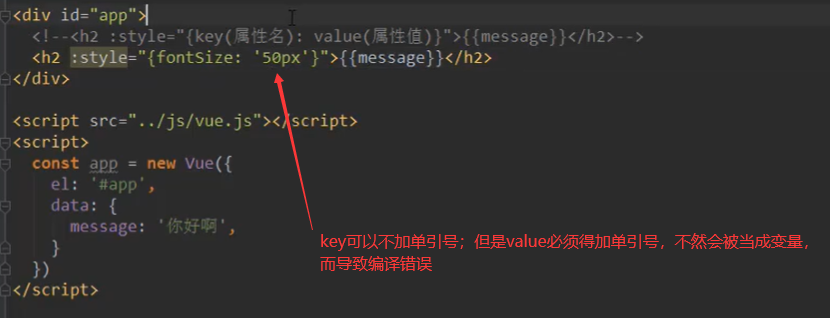 <div id="app">
<!--<h2 :style="{key(属性名): value(属性值)}">{{message}}</h2>-->
<h2 :style="{fontSize: '50px'}">{{message}}</h2>
</div>
<script src="../js/vue.js"></script>
<script>
const app = new Vue({
el: '#app',
data: {
message: '你好啊',
}
})
</script>
key可以不加单引号；但是value必须得加单引号，不然会被当成变量，
而导致编译错误